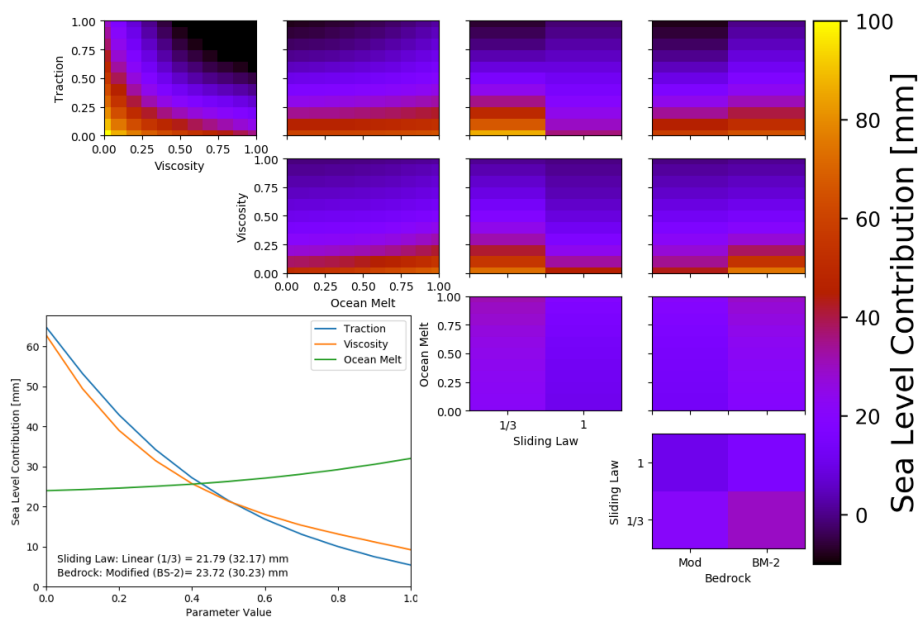 1.00
0.75
0.50
0.25
0.00
Traction
0.00 0.25 0.50 0.75 1.00
Viscosity
1.00
0.75
0.50
0.25
0.00
Viscosity
0.00 0.25 0.50 0.75 1.00
Ocean Melt
1.00
0.75
0.50
0.25
0.00
Ocean Melt
1/3 1
Sliding Law
1
1/3
Sliding Law
Mod BM-2
Bedrock
100
80
60
40
20
0
Sea Level Contribution [mm]
60
50
40
30
20
10
0
Sea Level Contribution [mm]
Traction
Viscosity
Ocean Melt
Sliding Law: Linear (1/3) = 21.79 (32.17) mm
Bedrock: Modified (BS-2)= 23.72 (30.23) mm
0.0 0.2 0.4 0.6 0.8 1.0
Parameter Value